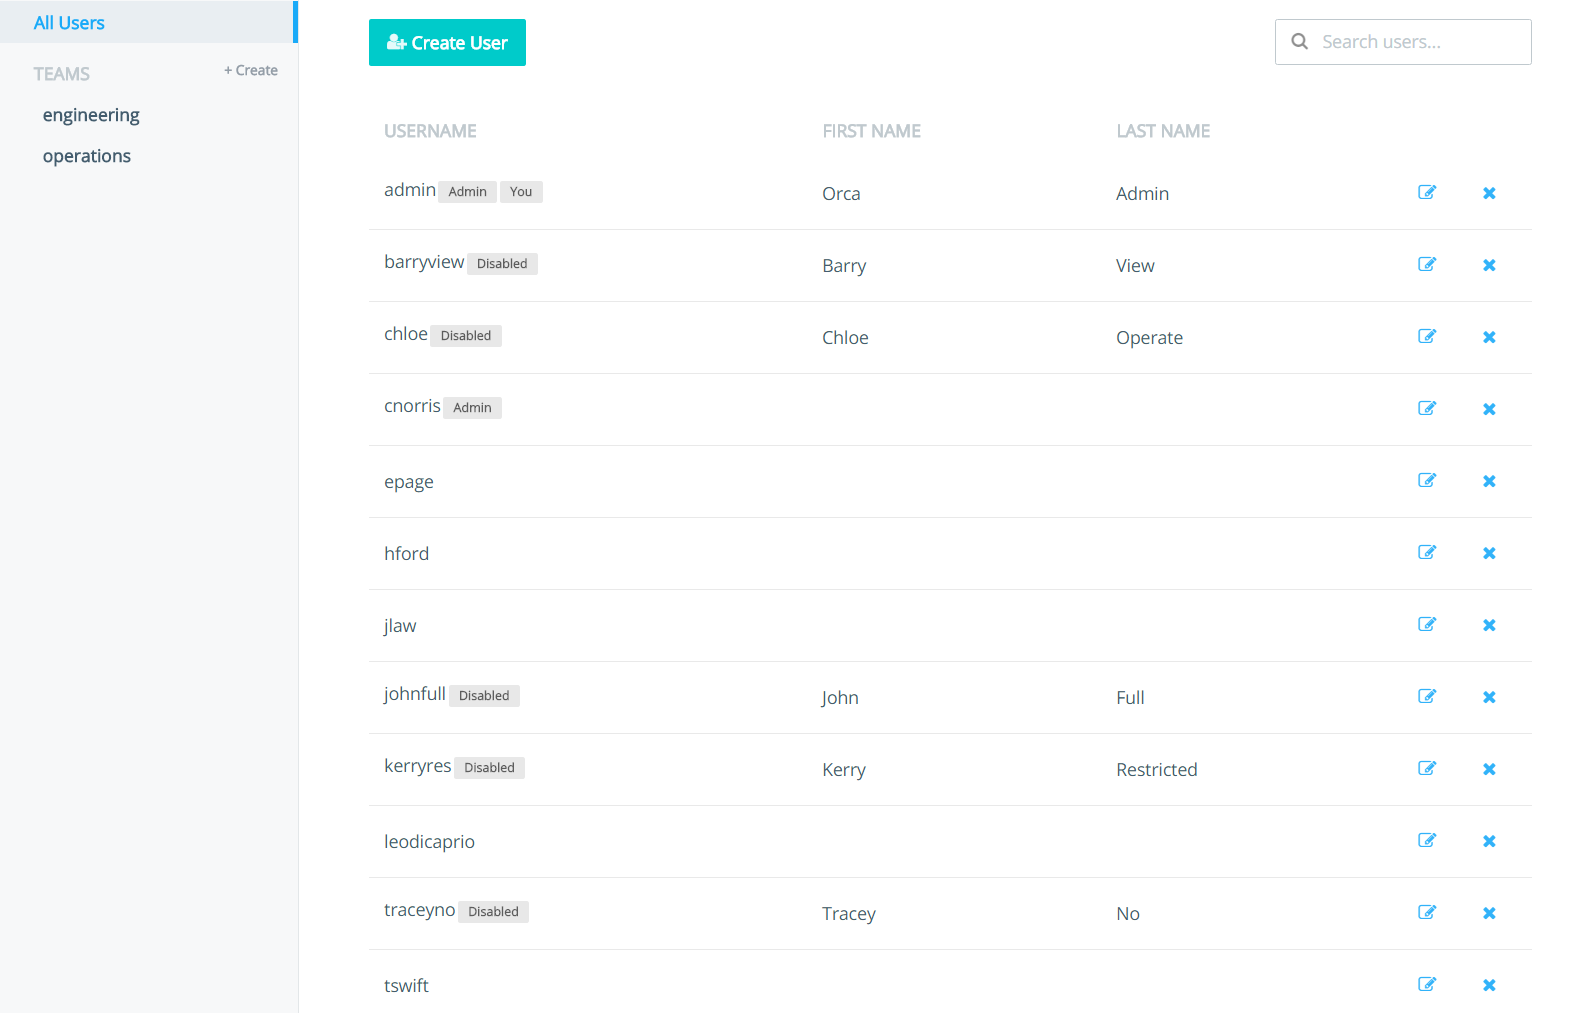 All Users
TEAMS + Create
engineering
operations
Create User
Search users...
USERNAME FIRST NAME LAST NAME
admin Admin You Orca Admin
barryview Disabled Barry View
chloe Disabled Chloe Operate
cnorris Admin
epage
hford
jlaw
johnfull Disabled John Full
kerryres Disabled Kerry Restricted
leodicaprio
traceyno Disabled Tracey No
tswift